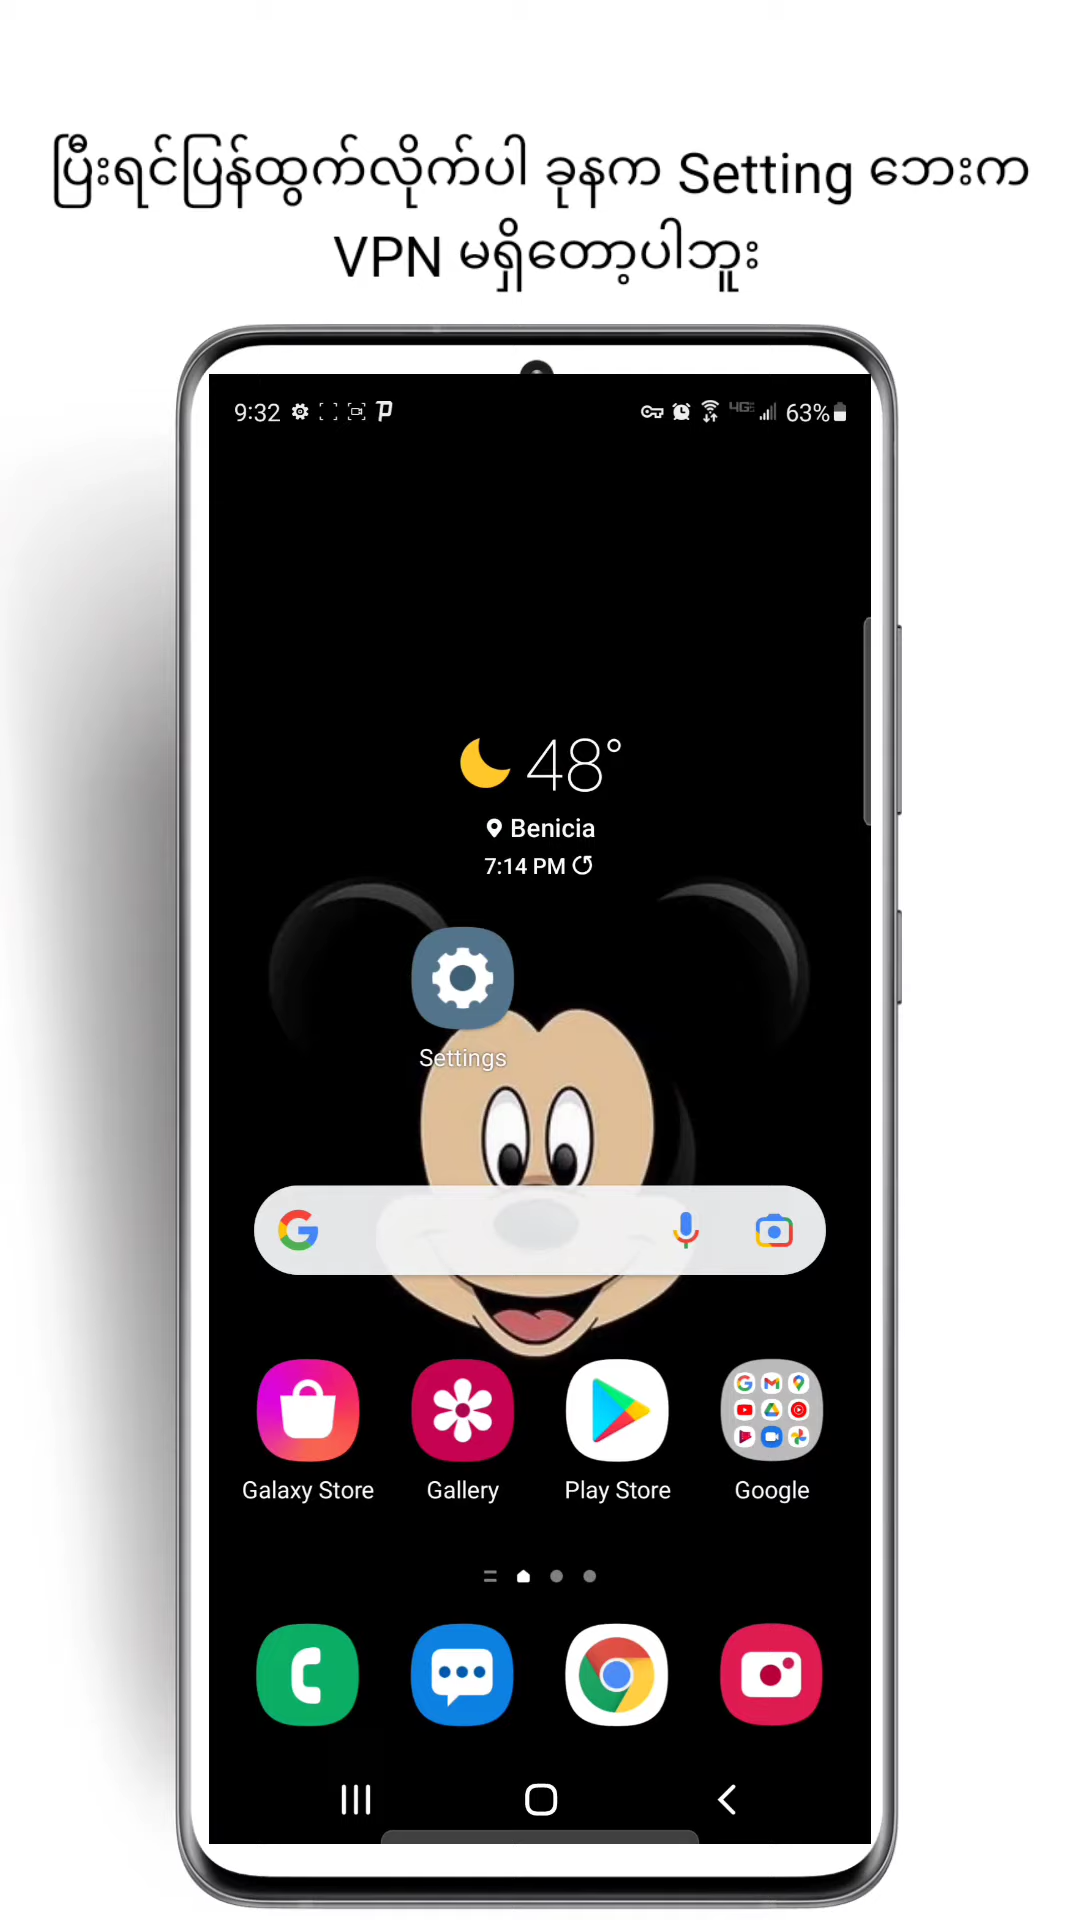 ပြီးရင်ပြန်ထွက်လိုက်ပါ ခုနက Setting ဘေးက
VPN မရှိတော့ပါဘူး
9:32
4GE 63%
48°
Benicia
7:14 PM
Settings
Galaxy Store Gallery Play Store Google